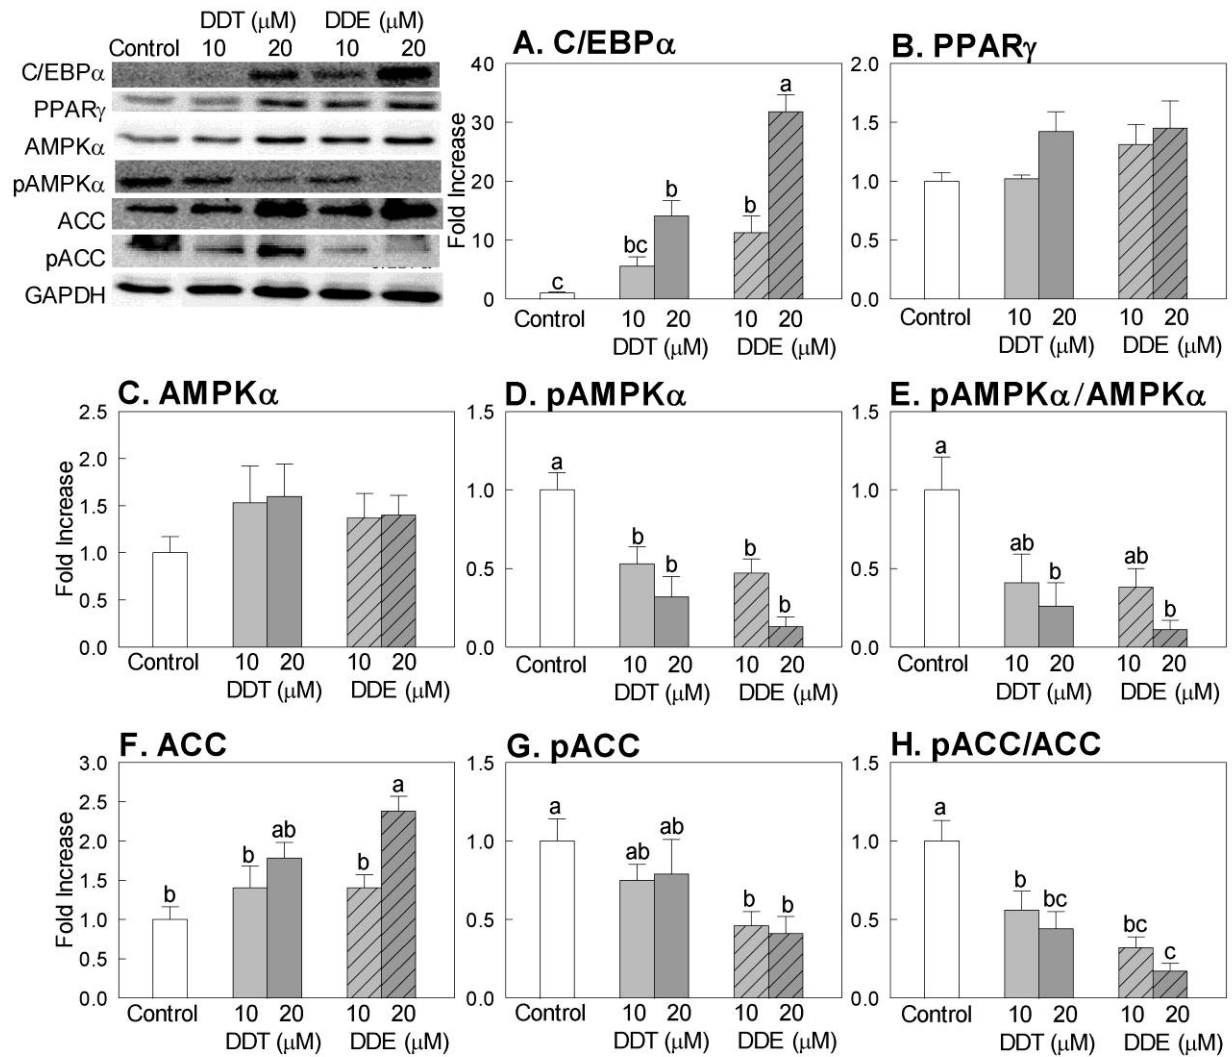 DDT (μM) DDE (μM)
Control 10 20 10 20
C/EBPα
PPARγ
AMPKα
pAMPKα
ACC
pACC
GAPDH
A. C/EBPα
Fold Increase
40
30
20
10
0
c
bc
b
b
a
Control 10 20 10 20
DDT (μM) DDE (μM)
B. PPARγ
2.0
1.5
1.0
0.5
0.0
Control 10 20 10 20
DDT (μM) DDE (μM)
C. AMPKα
Fold Increase
2.5
2.0
1.5
1.0
0.5
0.0
Control 10 20 10 20
DDT (μM) DDE (μM)
D. pAMPKα
1.5
1.0
0.5
0.0
a
b
b
b
b
Control 10 20 10 20
DDT (μM) DDE (μM)
E. pAMPKα/AMPKα
1.5
1.0
0.5
0.0
a
ab
b
ab
b
Control 10 20 10 20
DDT (μM) DDE (μM)
F. ACC
Fold Increase
3.0
2.5
2.0
1.5
1.0
0.5
0.0
b
b
ab
b
a
Control 10 20 10 20
DDT (μM) DDE (μM)
G. pACC
1.5
1.0
0.5
0.0
a
ab
ab
b
b
Control 10 20 10 20
DDT (μM) DDE (μM)
H. pACC/ACC
1.5
1.0
0.5
0.0
a
b
bc
bc
c
Control 10 20 10 20
DDT (μM) DDE (μM)